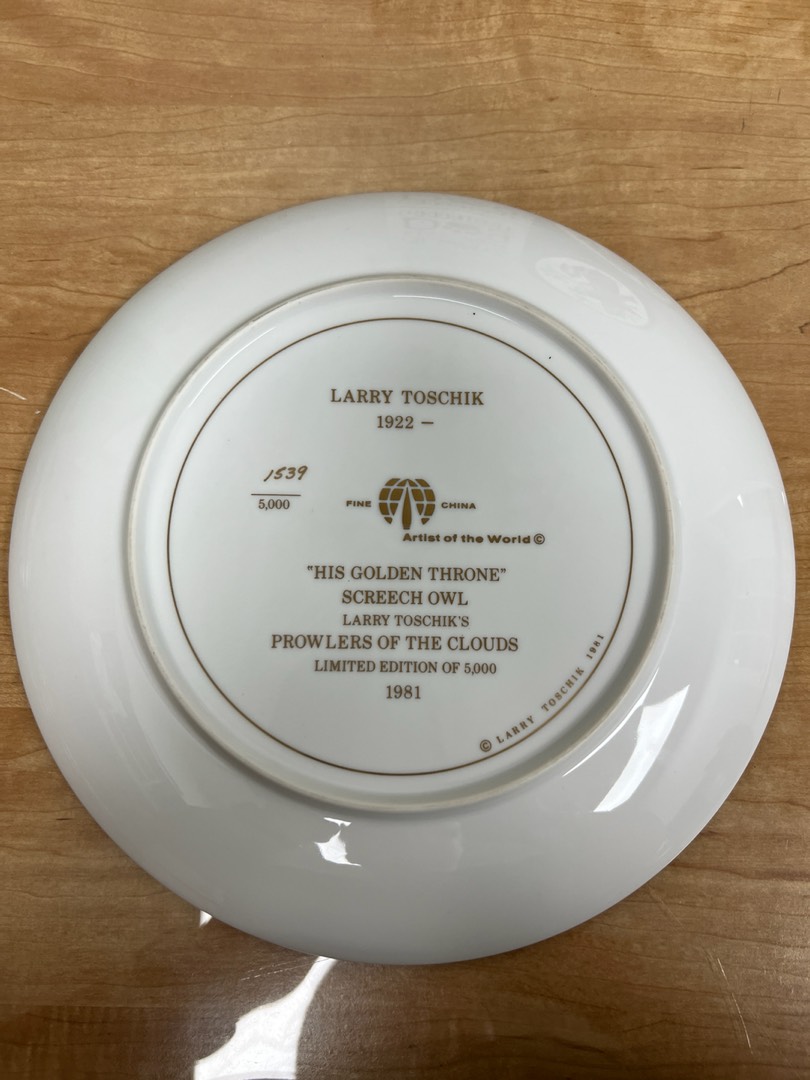 LARRY TOSCHIK
1922 —
1539
5,000
FINE CHINA
Artist of the World ©
"HIS GOLDEN THRONE"
SCREECH OWL
LARRY TOSCHIK'S
PROWLERS OF THE CLOUDS
LIMITED EDITION OF 5,000
1981
© LARRY TOSCHIK 1981